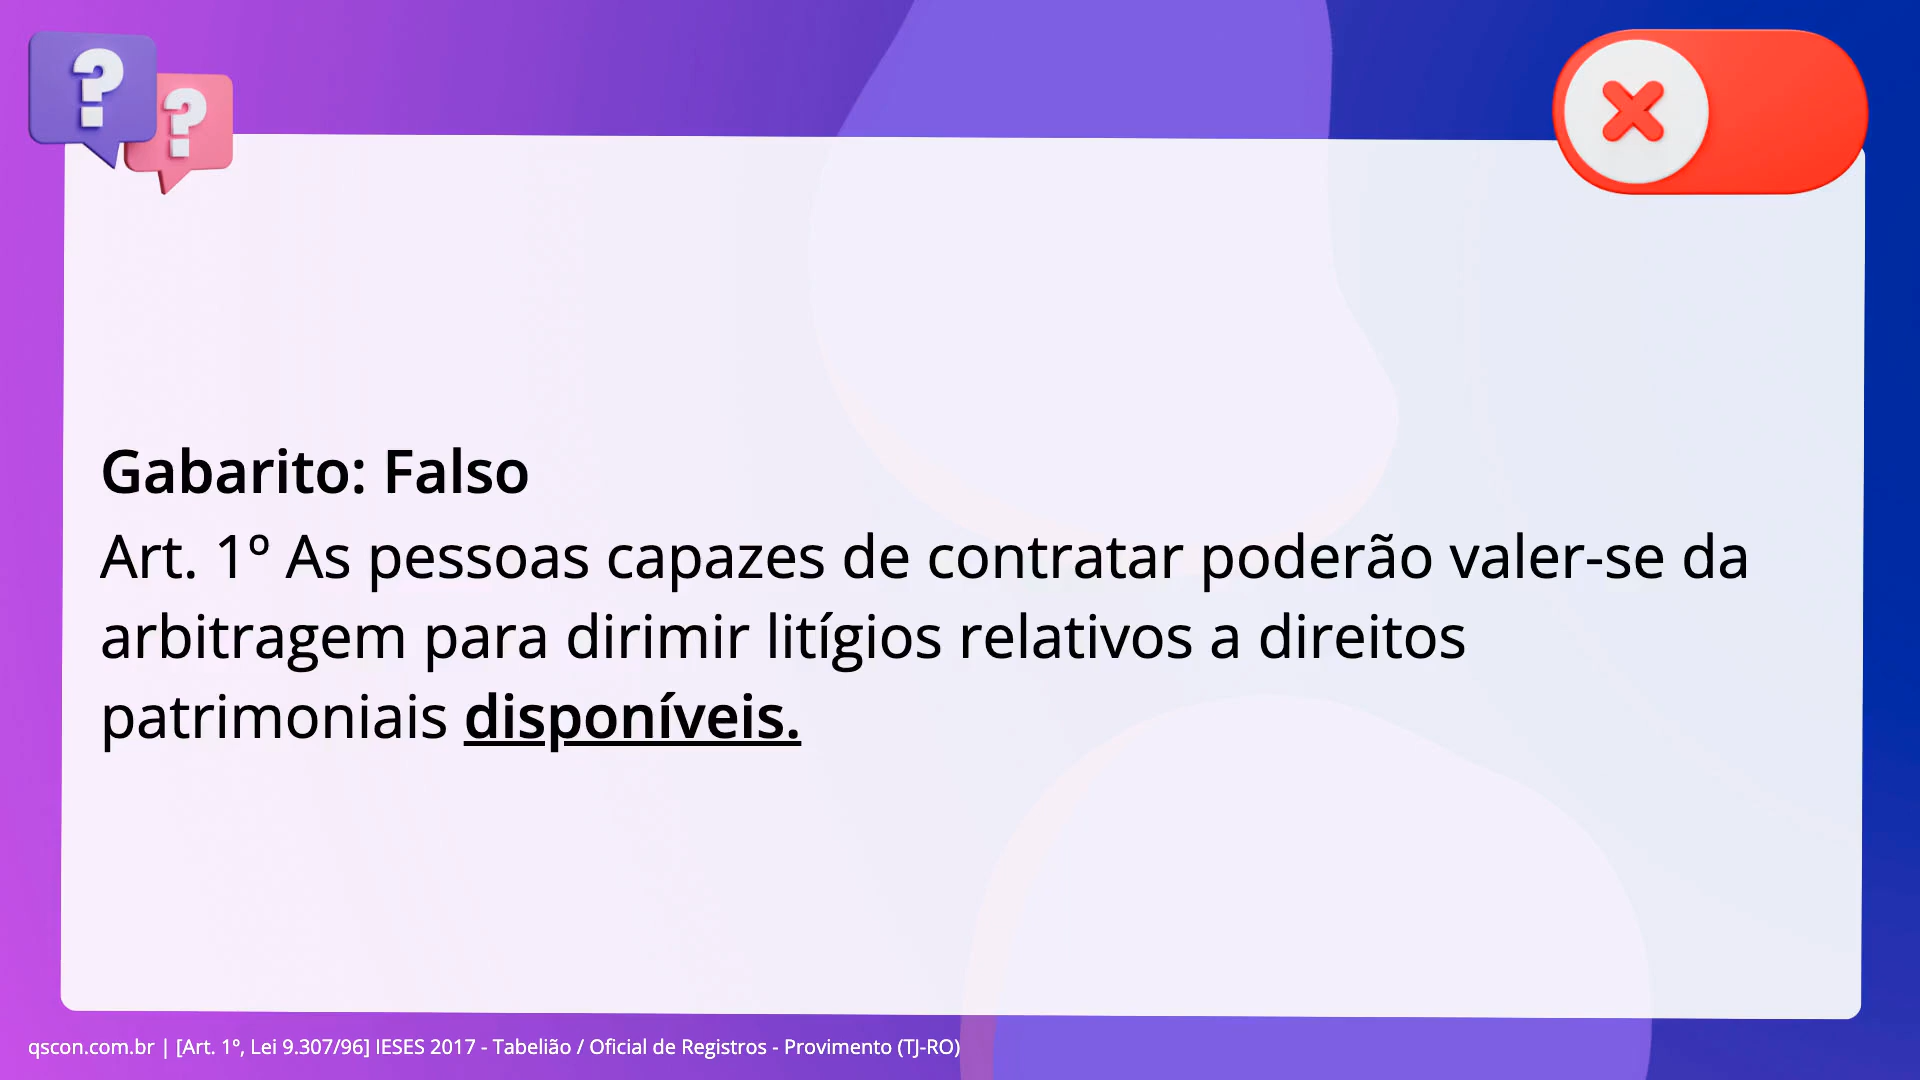 ? ?
Gabarito: Falso
Art. 1º As pessoas capazes de contratar poderão valer-se da
arbitragem para dirimir litígios relativos a direitos
patrimoniais disponíveis.
qscon.com.br | [Art. 1º, Lei 9.307/96] IESES 2017 - Tabelião / Oficial de Registros - Provimento (TJ-RO)